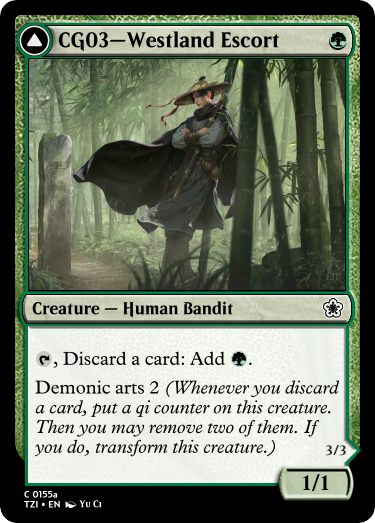 CG03—Westland Escort
Creature — Human Bandit
, Discard a card: Add .
Demonic arts 2 (Whenever you discard
a card, put a qi counter on this creature.
Then you may remove two of them. If
you do, transform this creature.)
3/3
1/1
C 0155a
TZI • EN Yu Ci